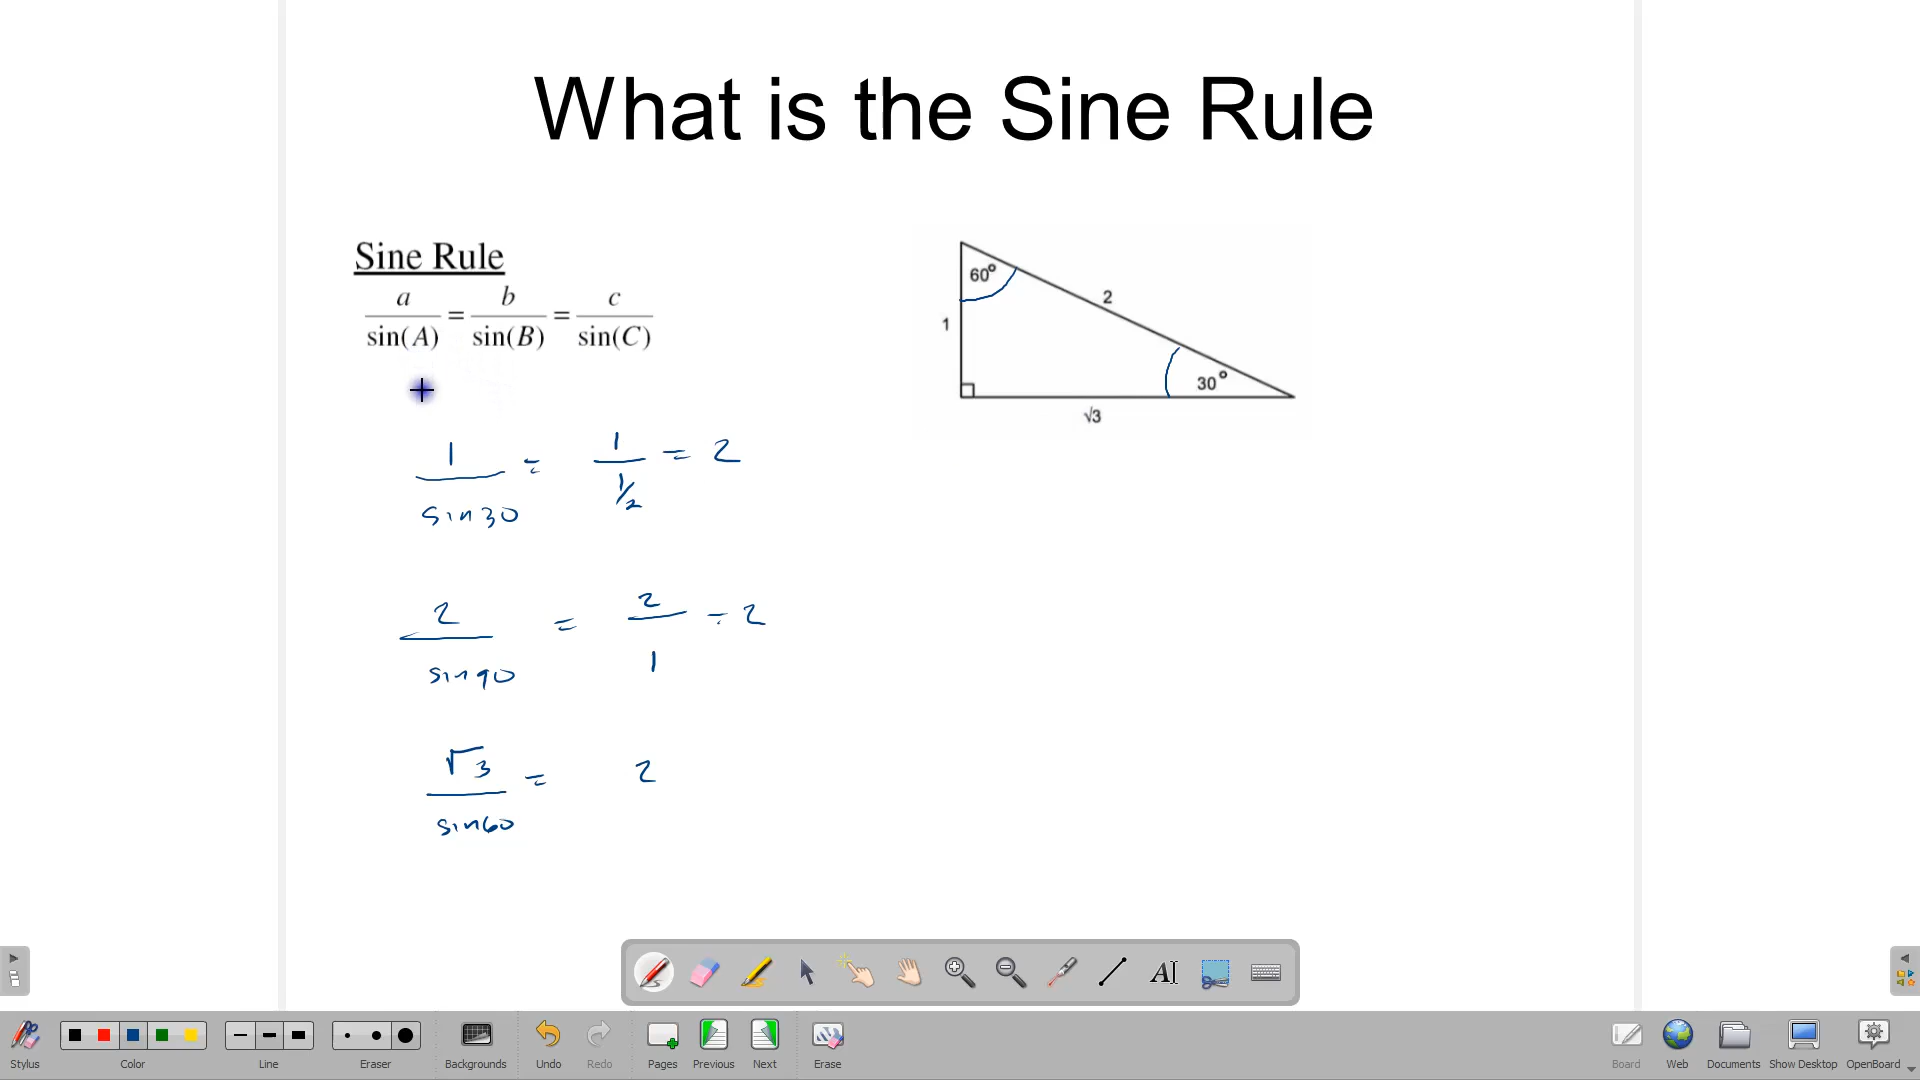 What is the Sine Rule
Sine Rule
a/sin(A) = b/sin(B) = c/sin(C)
60°
2
1
30°
√3
1/sin30 = 1/1/2 = 2
2/sin90 = 2/1 = 2
√3/sin60 = 2
AI
Stylus
Color
Line
Eraser
Backgrounds
Undo
Redo
Pages
Previous
Next
Erase
Board
Web
Documents
Show Desktop
OpenBoard